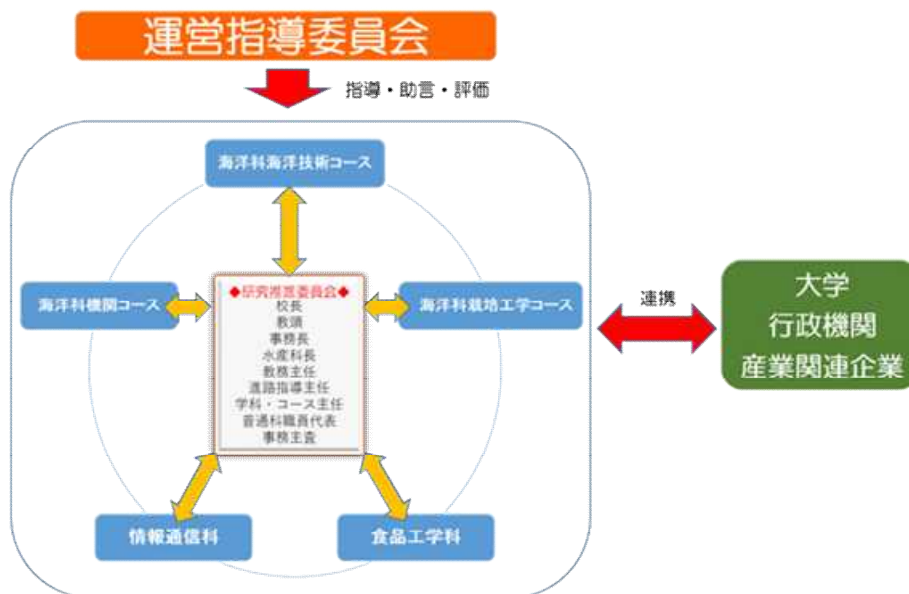 運営指導委員会
指導・助言・評価
海洋科海洋技術コース
海洋科機関コース
◆研究推進委員会◆
校長
教頭
事務長
水産科長
教務主任
進路指導主任
学科・コース主任
普通科職員代表
事務主査
海洋科栽培工学コース
連携
大学
行政機関
産業関連企業
情報通信科
食品工学科